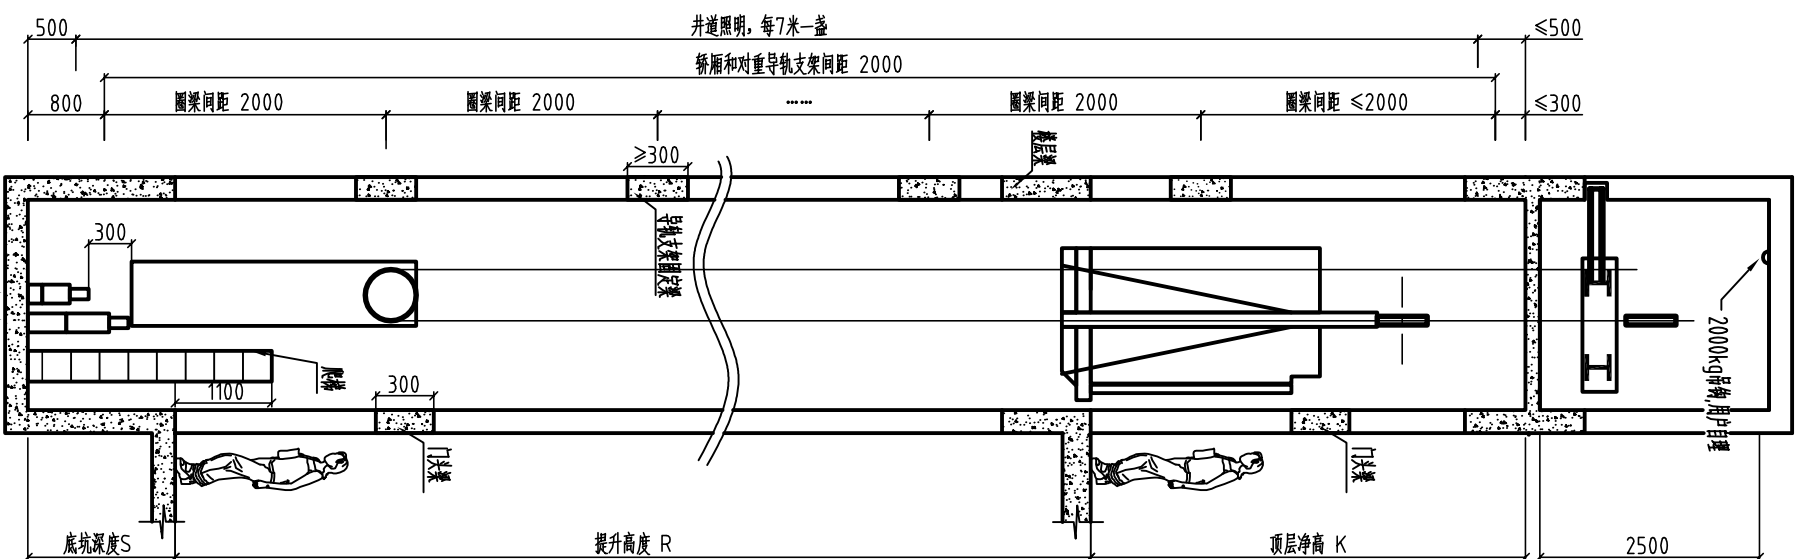 500
井道照明，每7米一盏
≤500
轿厢和对重导轨支架间距 2000
800
圈梁间距 2000
圈梁间距 2000
……
圈梁间距 2000
圈梁间距 ≤2000
≤300
≥300
楼层梁
导轨支架固定梁
300
2000kg吊钩,用户自理
爬梯
1100
300
门头梁
门头梁
底坑深度S
提升高度 R
顶层净高 K
2500